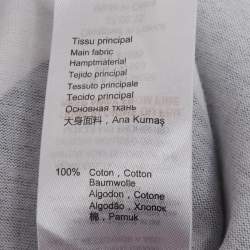 Tissu principal
Main fabric
Hamptmaterial
Tejido principal
Tessuto principale
Tecido principal
Основная ткань
大身面料 , Ana Kumaş
100% Coton , Cotton
Baumwolle
Algodon , Cotone
Algodão , Хлопок
棉 , Pamuk